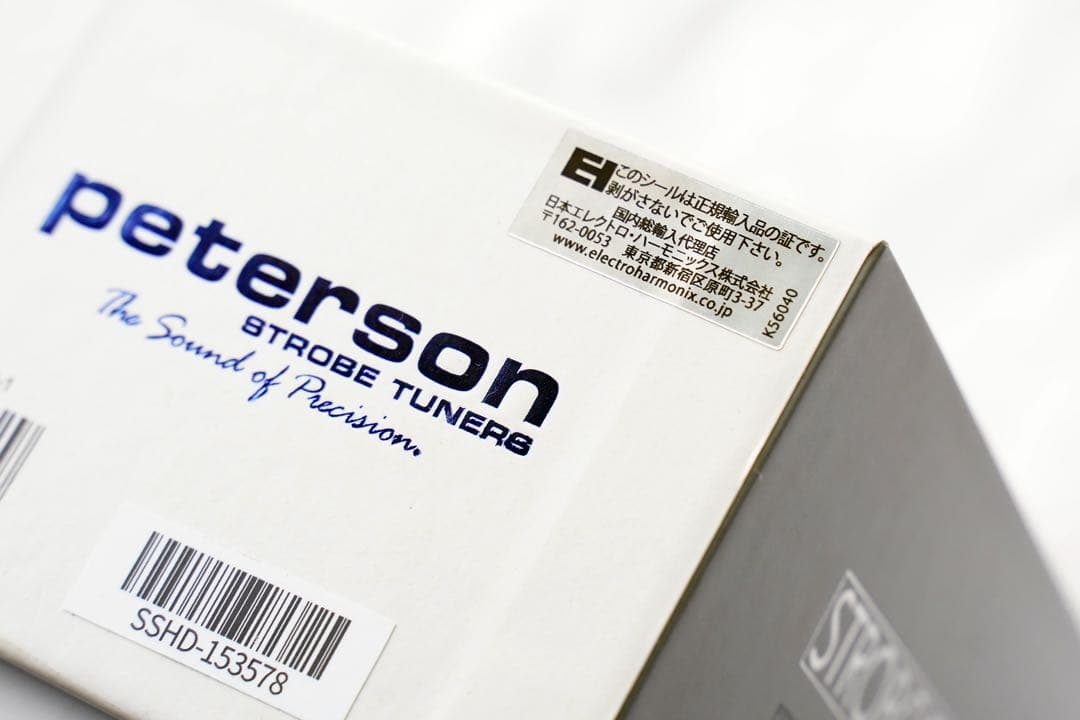 peterson
STROBE TUNERS
The Sound of Precision.
EH
このシールは正規輸入品の証です。
剥がさないでご使用下さい。
国内総輸入代理店
日本エレクトロ・ハーモニックス株式会社
〒162-0053 東京都新宿区原町3-37
www.electroharmonix.co.jp
K56040
SSHD-153578